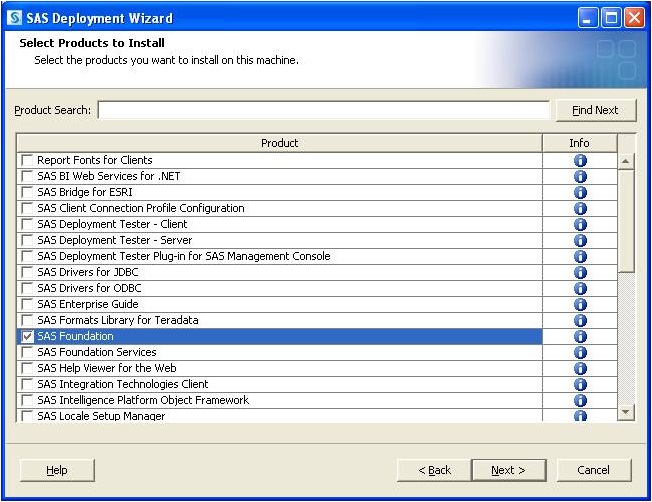 SAS Deployment Wizard
Select Products to Install
Select the products you want to install on this machine.
Product Search:
Find Next
Product Info
Report Fonts for Clients
SAS BI Web Services for .NET
SAS Bridge for ESRI
SAS Client Connection Profile Configuration
SAS Deployment Tester - Client
SAS Deployment Tester - Server
SAS Deployment Tester Plug-in for SAS Management Console
SAS Drivers for JDBC
SAS Drivers for ODBC
SAS Enterprise Guide
SAS Formats Library for Teradata
SAS Foundation
SAS Foundation Services
SAS Help Viewer for the Web
SAS Integration Technologies Client
SAS Intelligence Platform Object Framework
SAS Locale Setup Manager
Help < Back Next > Cancel